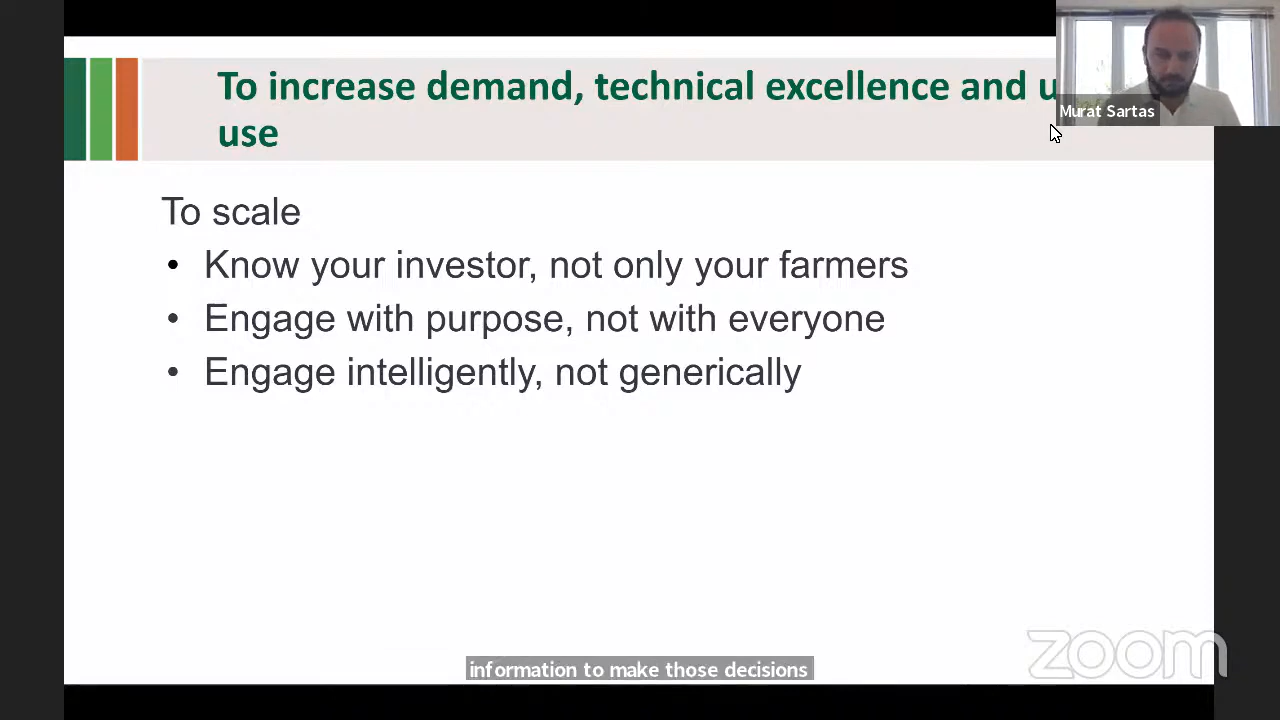 To increase demand, technical excellence and
use
Murat Sartas
To scale
• Know your investor, not only your farmers
• Engage with purpose, not with everyone
• Engage intelligently, not generically
zoom
information to make those decisions